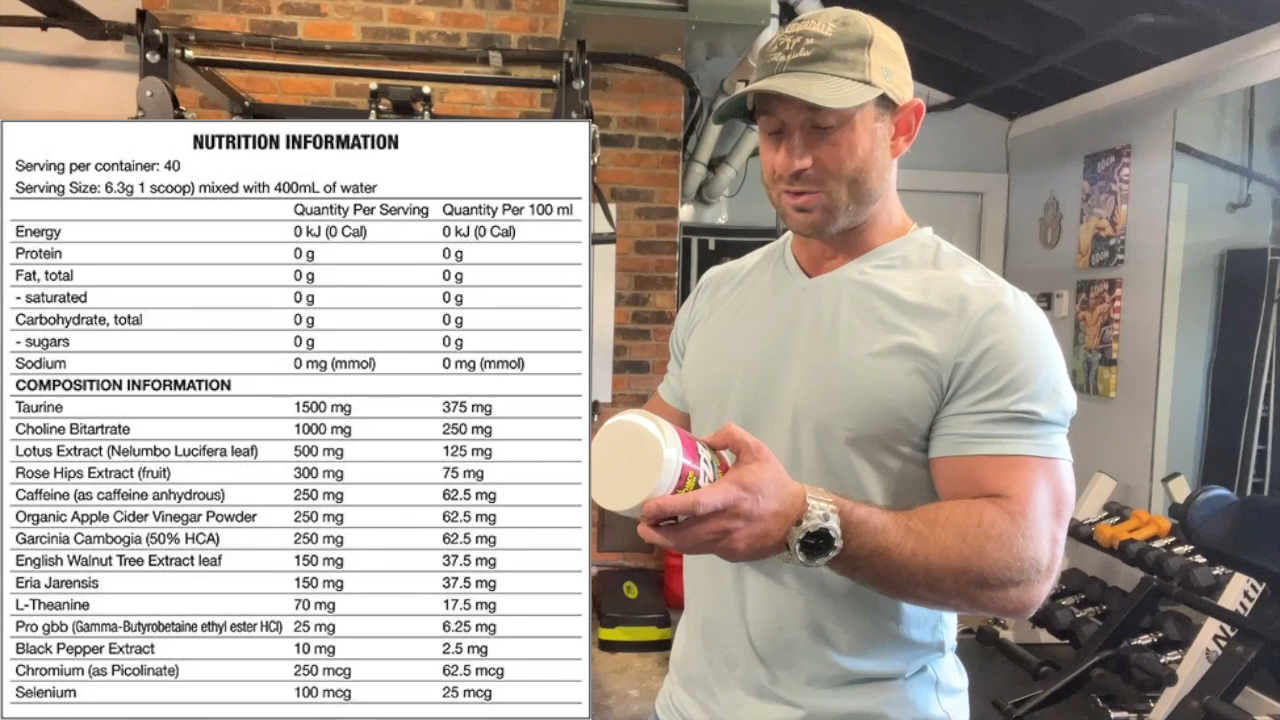 NUTRITION INFORMATION
Serving per container: 40
Serving Size: 6.3g 1 scoop) mixed with 400mL of water
Quantity Per Serving Quantity Per 100 ml
Energy 0 kJ (0 Cal) 0 kJ (0 Cal)
Protein 0 g 0 g
Fat, total 0 g 0 g
- saturated 0 g 0 g
Carbohydrate, total 0 g 0 g
- sugars 0 g 0 g
Sodium 0 mg (mmol) 0 mg (mmol)
COMPOSITION INFORMATION
Taurine 1500 mg 375 mg
Choline Bitartrate 1000 mg 250 mg
Lotus Extract (Nelumbo Lucifera leaf) 500 mg 125 mg
Rose Hips Extract (fruit) 300 mg 75 mg
Caffeine (as caffeine anhydrous) 250 mg 62.5 mg
Organic Apple Cider Vinegar Powder 250 mg 62.5 mg
Garcinia Cambogia (50% HCA) 250 mg 62.5 mg
English Walnut Tree Extract leaf 150 mg 37.5 mg
Eria Jarensis 150 mg 37.5 mg
L-Theanine 70 mg 17.5 mg
Pro gbb (Gamma-Butyrobetaine ethyl ester HCl) 25 mg 6.25 mg
Black Pepper Extract 10 mg 2.5 mg
Chromium (as Picolinate) 250 mcg 62.5 mcg
Selenium 100 mcg 25 mcg